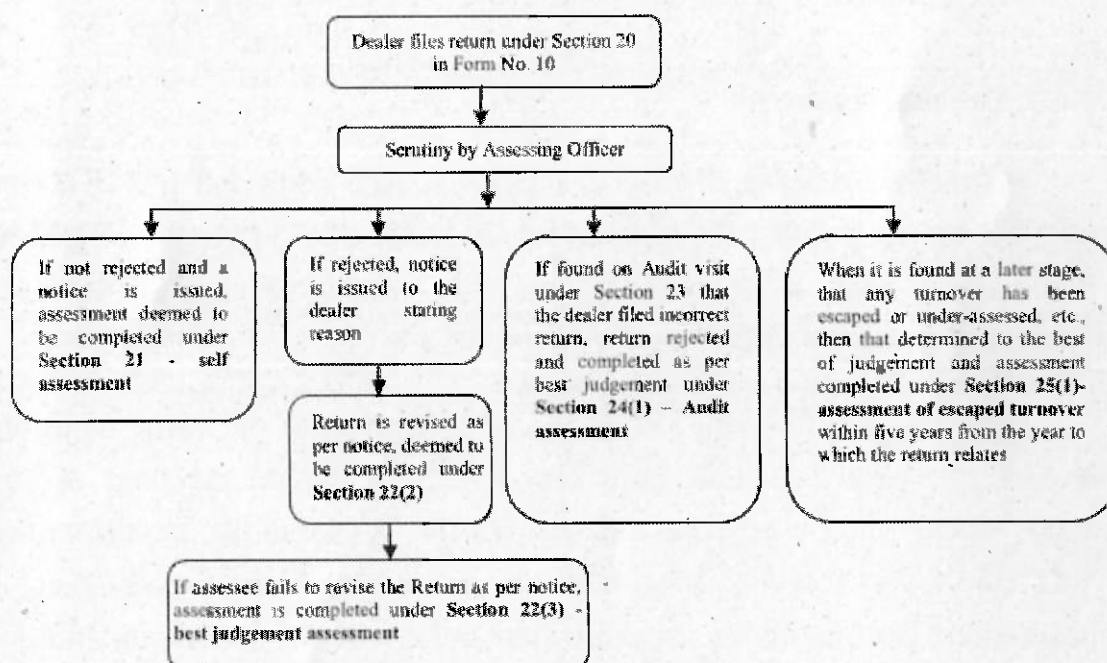 Dealer files return under Section 20
in Form No. 10
Scrutiny by Assessing Officer
If not rejected and a
notice is issued,
assessment deemed to
be completed under
Section 21 - self
assessment
If rejected, notice
is issued to the
dealer stating
reason
Return is revised as
per notice, deemed to
be completed under
Section 22(2)
If assessee fails to revise the Return as per notice,
assessment is completed under Section 22(3) -
best judgement assessment
If found on Audit visit
under Section 23 that
the dealer filed incorrect
return, return rejected
and completed as per
best judgement under
Section 24(1) – Audit
assessment
When it is found at a later stage,
that any turnover has been
escaped or under-assessed, etc.,
then that determined to the best
of judgement and assessment
completed under Section 25(1)-
assessment of escaped turnover
within five years from the year to
which the return relates